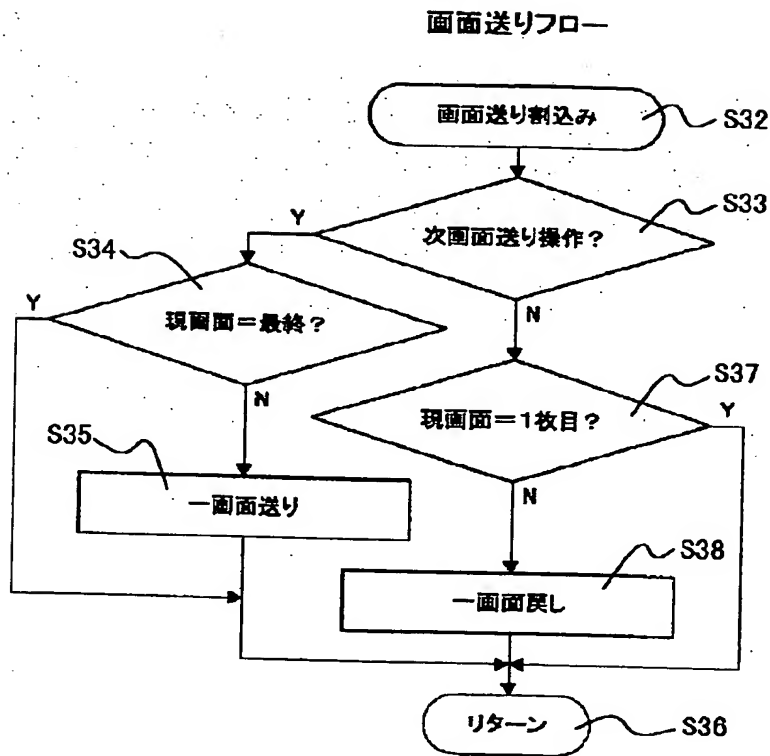 画面送りフロー
画面送り割込み
S32
S33
Y
次画面送り操作？
S34
Y
現画面＝最終？
N
N
S37
現画面＝1枚目？
Y
S35
一画面送り
N
S38
一画面戻し
リターン
S36